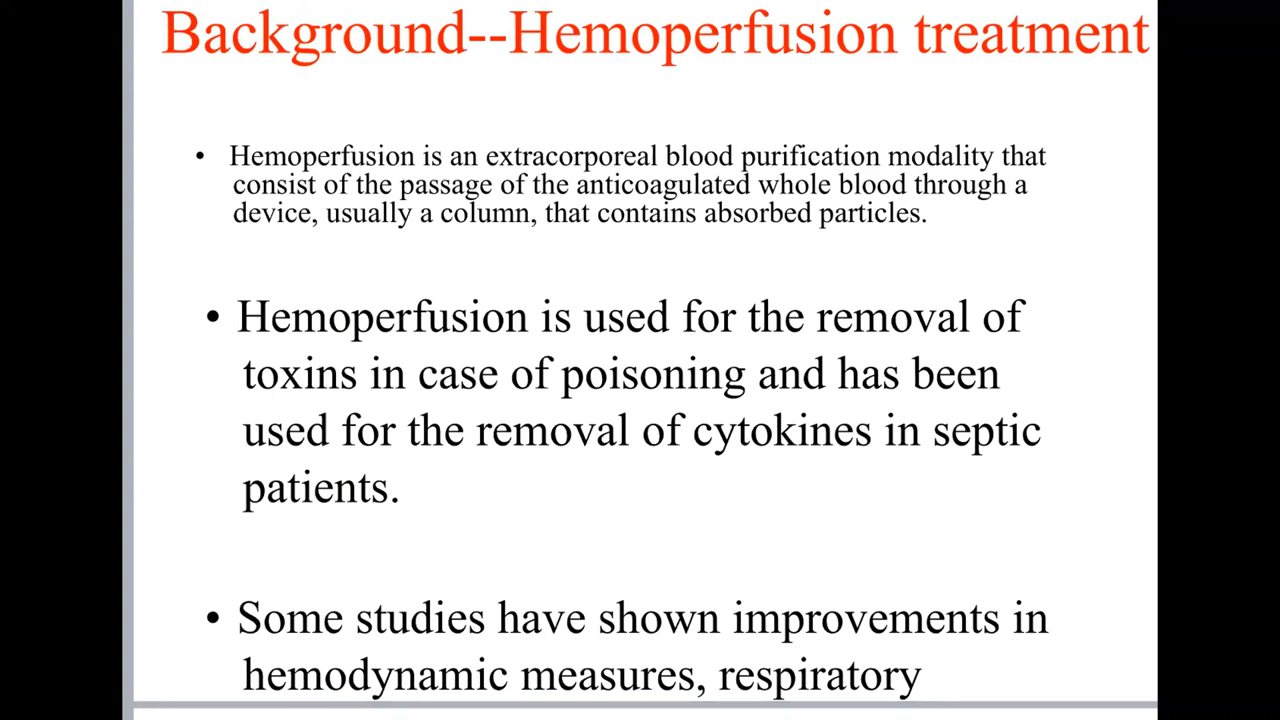 Background--Hemoperfusion treatment
• Hemoperfusion is an extracorporeal blood purification modality that
consist of the passage of the anticoagulated whole blood through a
device, usually a column, that contains absorbed particles.
• Hemoperfusion is used for the removal of
toxins in case of poisoning and has been
used for the removal of cytokines in septic
patients.
• Some studies have shown improvements in
hemodynamic measures, respiratory